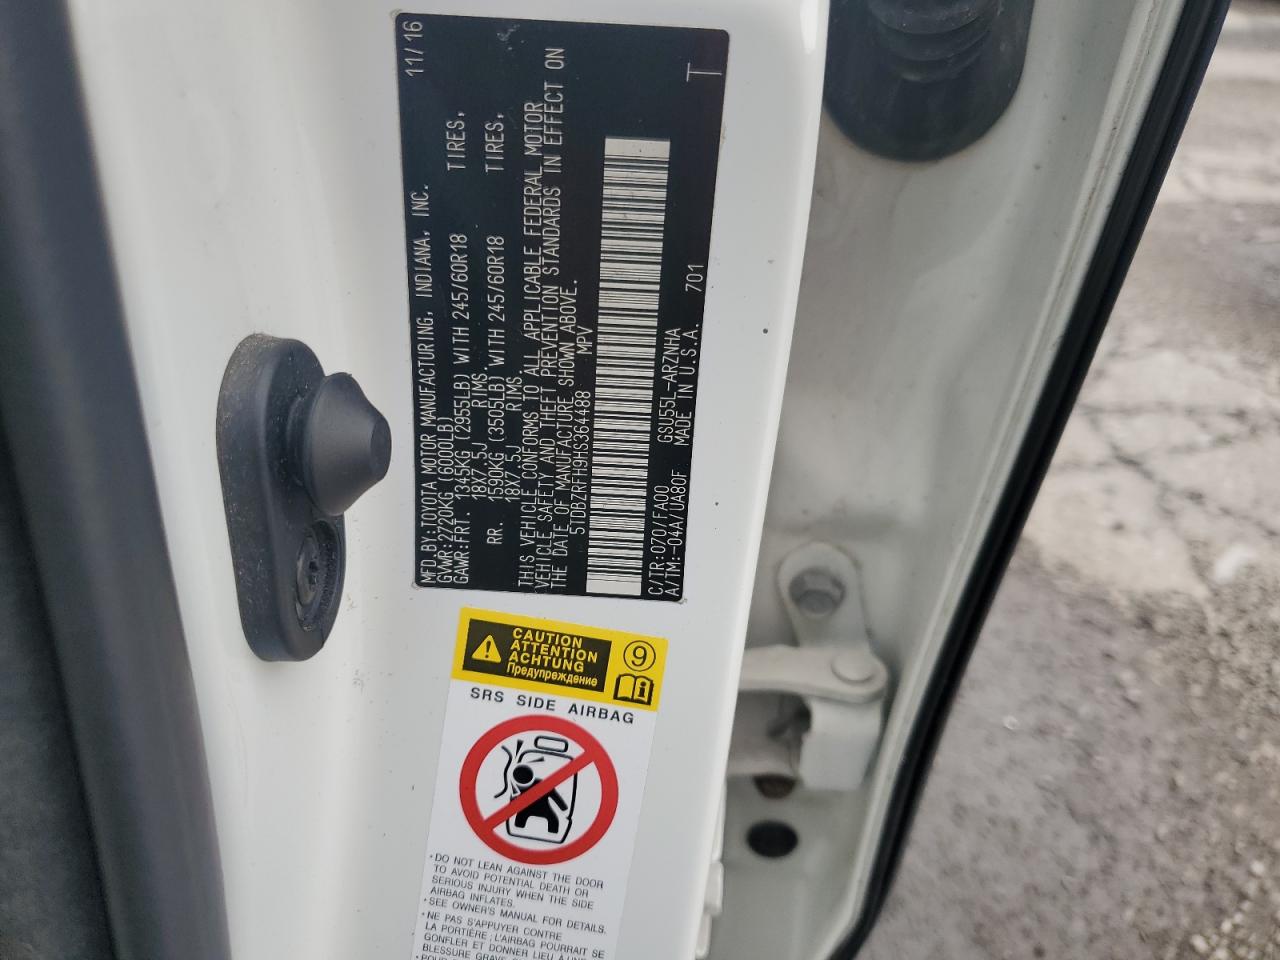 MFD.BY:TOYOTA MOTOR MANUFACTURING, INDIANA, INC. 11/16
GVWR:2720KG (6000LB)
GAWR:FRT. 1345KG (2955LB) WITH 245/60R18 TIRES,
18X7.5J RIMS.
RR. 1590KG (3505LB) WITH 245/60R18 TIRES,
18X7.5J RIMS.
THIS VEHICLE CONFORMS TO ALL APPLICABLE FEDERAL MOTOR
VEHICLE SAFETY AND THEFT PREVENTION STANDARDS IN EFFECT ON
THE DATE OF MANUFACTURE SHOWN ABOVE.
5TDBZRFH9HS364488 MPV
C/TR:070/FA00 GSU55L-ARZNHA 701 T
A/TM:-04A/UA80F MADE IN U.S.A.
CAUTION
ATTENTION
ACHTUNG
Предупреждение
9
i
SRS SIDE AIRBAG
• DO NOT LEAN AGAINST THE DOOR
TO AVOID POTENTIAL DEATH OR
SERIOUS INJURY WHEN THE SIDE
AIRBAG INFLATES.
• SEE OWNER'S MANUAL FOR DETAILS.
• NE PAS S'APPUYER CONTRE
LA PORTIÈRE ; L'AIRBAG POURRAIT SE
GONFLER ET DONNER LIEU À UNE
BLESSURE GRAVE